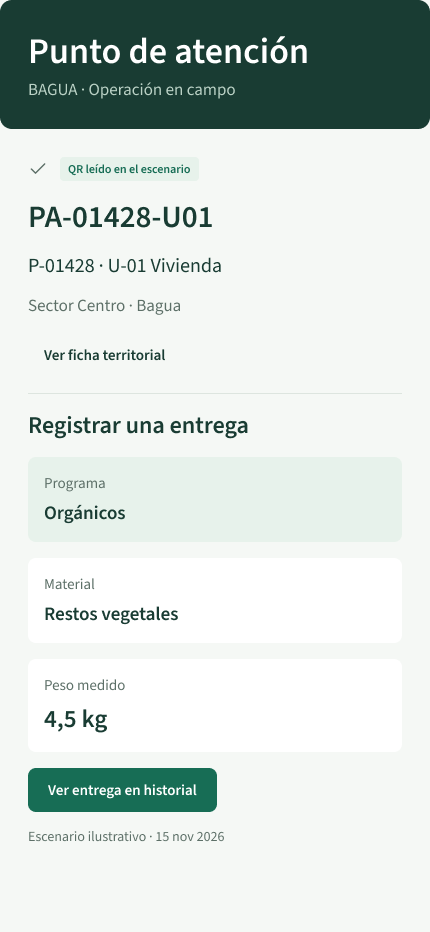 Punto de atención
BAGUA · Operación en campo
QR leído en el escenario
PA-01428-U01
P-01428 · U-01 Vivienda
Sector Centro · Bagua
Ver ficha territorial
Registrar una entrega
Programa
Orgánicos
Material
Restos vegetales
Peso medido
4,5 kg
Ver entrega en historial
Escenario ilustrativo · 15 nov 2026